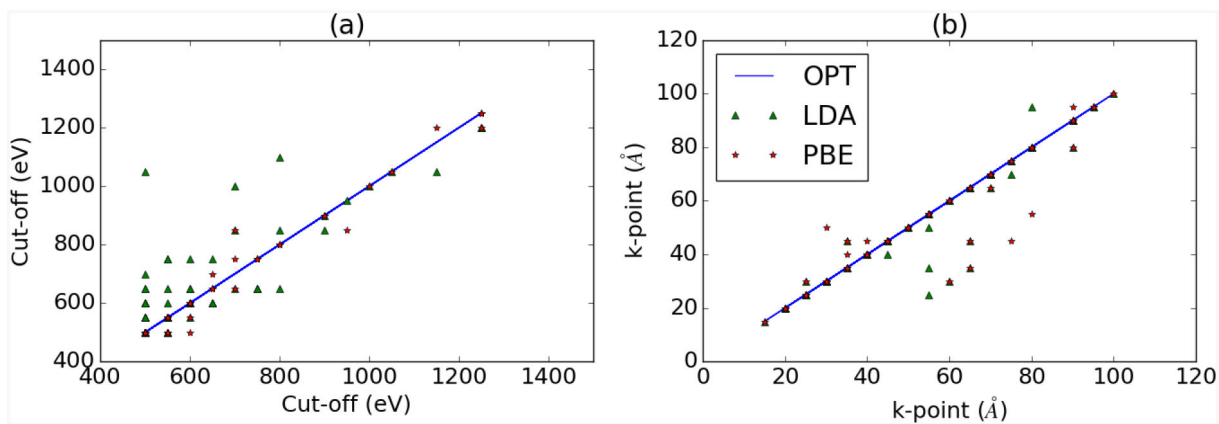 (a)
1400
1200
1000
800
600
400
400 600 800 1000 1200 1400
Cut-off (eV)
Cut-off (eV)
(b)
120
100
80
60
40
20
0
0 20 40 60 80 100 120
k-point (Å)
k-point (Å)
OPT
LDA
PBE